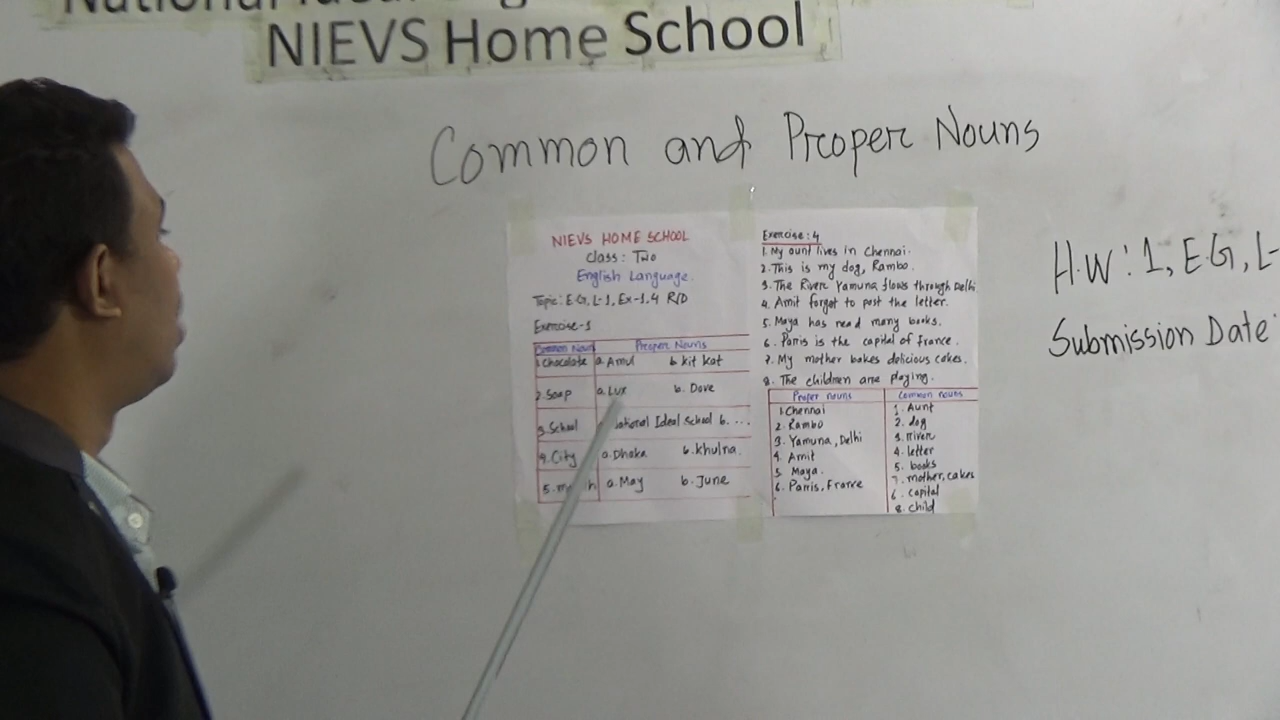 National Ideal
NIEVS Home School
Common and Proper Nouns
NIEVS HOME SCHOOL
Class: Two
English Language.
Topic: E.G, L-1, Ex-1,4 R/D
Exercise-1
Common Noun Proper Nouns
1. Chocolate a. Amul b. kit kat
2. Soap a. Lux b. Dove
3. School National Ideal School b. ...
4. City a. Dhaka b. khulna.
5. a. May b. June
Exercise: 4
1. My aunt lives in Chennai.
2. This is my dog, Rambo.
3. The River Yamuna flows through Delhi
4. Amit forgot to post the letter.
5. Maya has read many books.
6. Paris is the capital of france.
7. My mother bakes delicious cakes.
8. The children are playing.
Proper nouns Common nouns
1. Chennai 1. Aunt
2. Rambo 2. dog
3. Yamuna, Delhi 3. river
4. Amit 4. letter
5. Maya. 5. books
6. Paris, France 7. mother, cakes
6. capital
8. child
H.W: 1, E.G, L-
Submission Date: